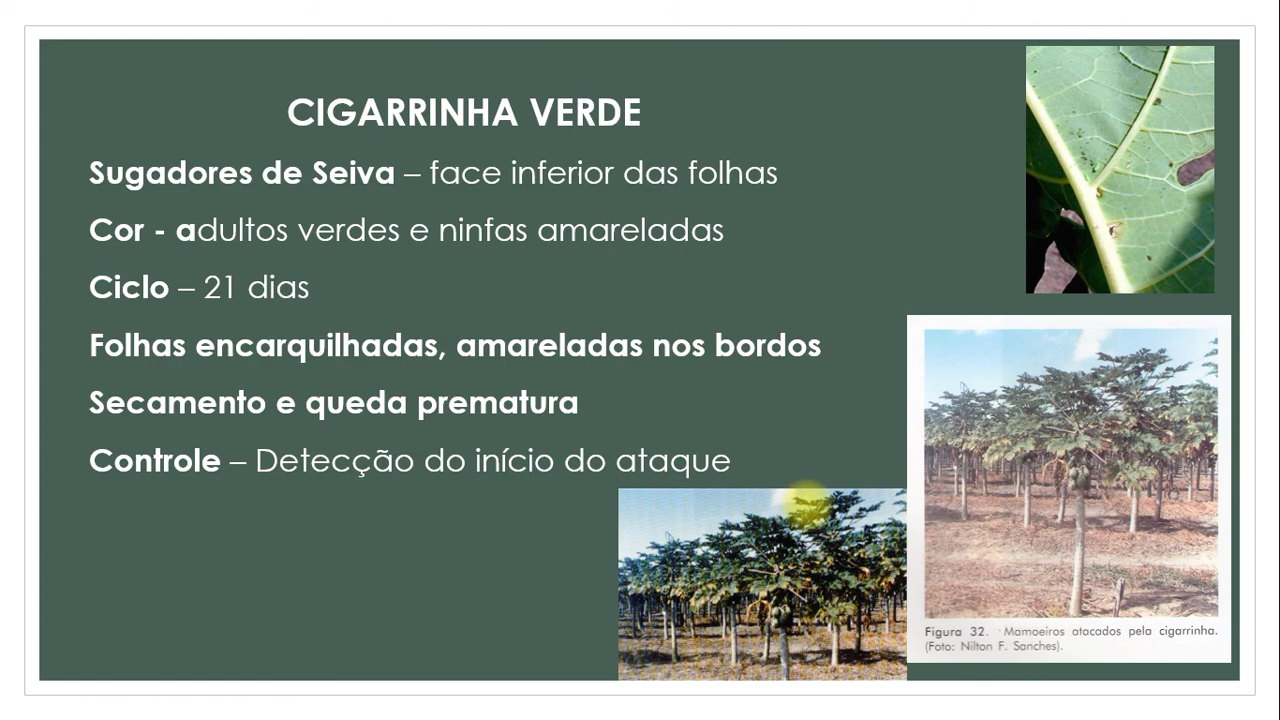 CIGARRINHA VERDE
Sugadores de Seiva – face inferior das folhas
Cor - adultos verdes e ninfas amareladas
Ciclo – 21 dias
Folhas encarquilhadas, amareladas nos bordos
Secamento e queda prematura
Controle – Detecção do início do ataque
Figura 32. Mamoeiros atacados pela cigarrinha.
(Foto: Nilton F. Sanches).